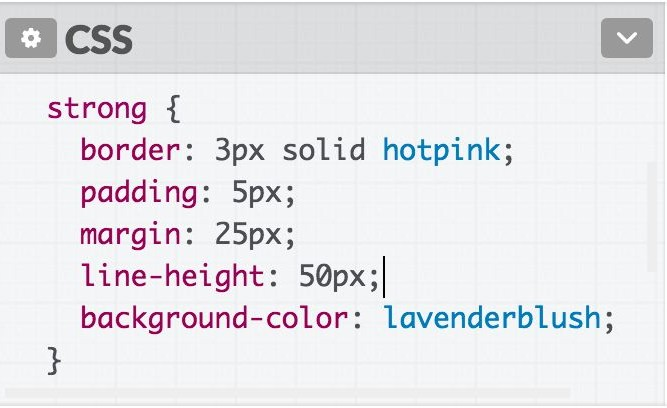 CSS
strong {
  border: 3px solid hotpink;
  padding: 5px;
  margin: 25px;
  line-height: 50px;
  background-color: lavenderblush;
}